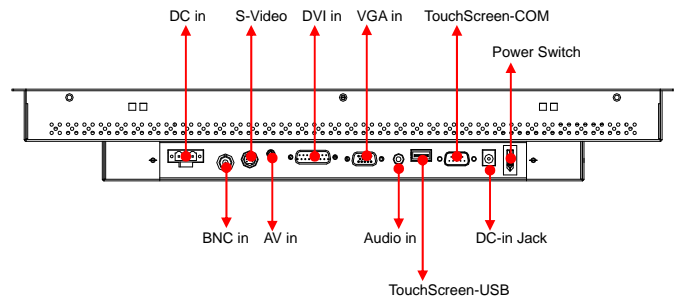 DC in
S-Video
DVI in
VGA in
TouchScreen-COM
Power Switch
BNC in
AV in
Audio in
DC-in Jack
TouchScreen-USB